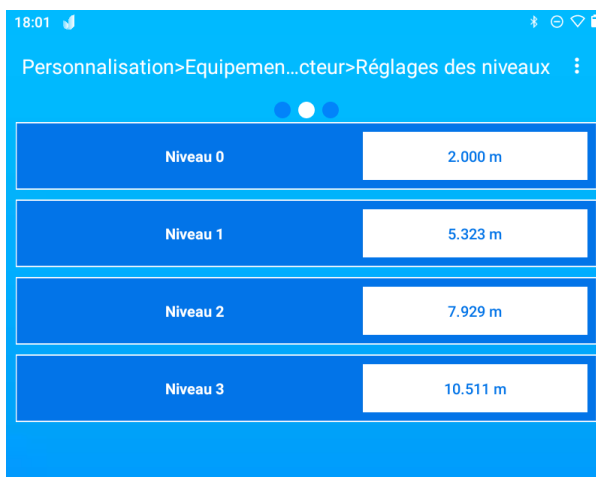 18:01
Personnalisation>Equipemen...cteur>Réglages des niveaux
Niveau 0 2.000 m
Niveau 1 5.323 m
Niveau 2 7.929 m
Niveau 3 10.511 m